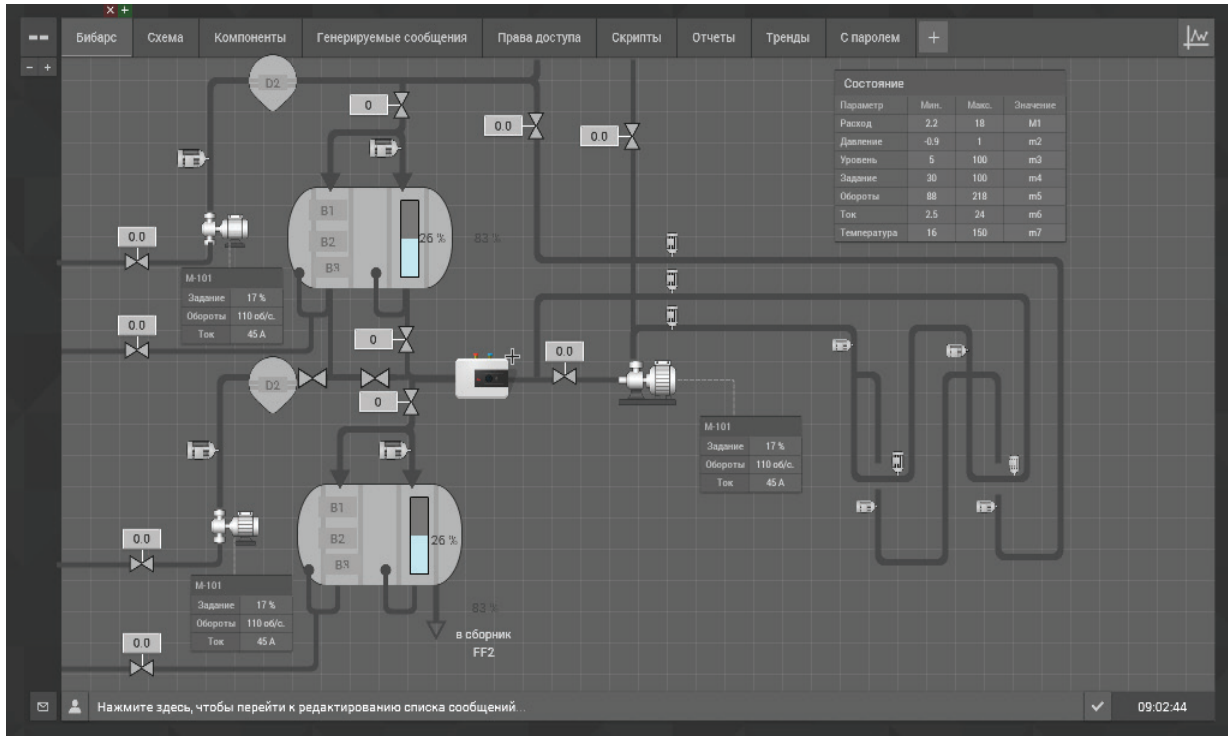 Бибарс Схема Компоненты Генерируемые сообщения Права доступа Скрипты Отчеты Тренды С паролем +
- +
D2
0
0.0
0.0
Состояние
Параметр Мин. Макс. Значение
Расход 2.2 18 М1
Давление -0.9 1 m2
Уровень 5 100 m3
Задание 30 100 m4
Обороты 88 218 m5
Ток 2.5 24 m6
Температура 16 150 m7
B1
B2
B3
26 %
83 %
0.0
M-101
Задание 17 %
Обороты 110 об/с.
Ток 45 А
0.0
0
0.0
D2
0
M-101
Задание 17 %
Обороты 110 об/с.
Ток 45 А
B1
B2
B3
26 %
0.0
M-101
Задание 17 %
Обороты 110 об/с.
Ток 45 А
83 %
в сборник
FF2
0.0
Нажмите здесь, чтобы перейти к редактированию списка сообщений...
09:02:44